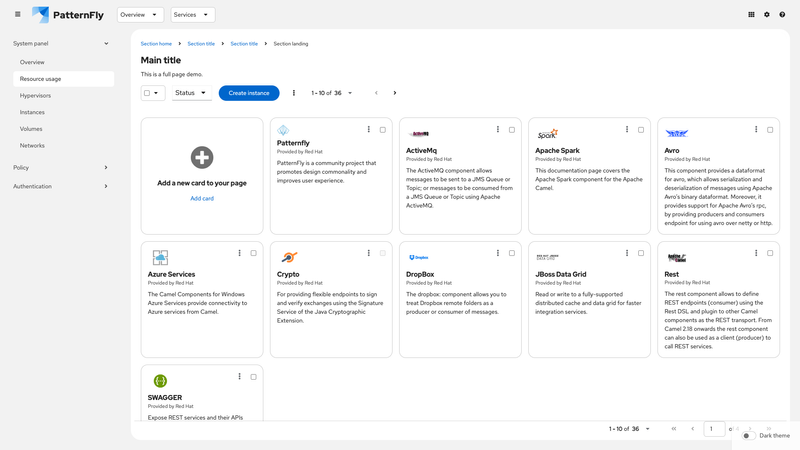 PatternFly
Overview
Services
System panel
Overview
Resource usage
Hypervisors
Instances
Volumes
Networks
Policy
Authentication
Section home
Section title
Section title
Section landing
Main title
This is a full page demo.
Status
Create instance
1 - 10 of 36
Add a new card to your page
Add card
Patternfly
Provided by Red Hat
PatternFly is a community project that
promotes design commonality and
improves user experience.
ActiveMQ
ActiveMq
Provided by Red Hat
The ActiveMQ component allows
messages to be sent to a JMS Queue or
Topic; or messages to be consumed from
a JMS Queue or Topic using Apache
ActiveMQ.
Spark
Apache Spark
Provided by Red Hat
This documentation page covers the
Apache Spark component for the Apache
Camel.
Avro
Provided by Red Hat
This component provides a dataformat
for avro, which allows serialization and
deserialization of messages using Apache
Avro's binary dataformat. Moreover, it
provides support for Apache Avro's rpc,
by providing producers and consumers
endpoint for using avro over netty or http.
Azure Services
Provided by Red Hat
The Camel Components for Windows
Azure Services provide connectivity to
Azure services from Camel.
Crypto
Provided by Red Hat
For providing flexible endpoints to sign
and verify exchanges using the Signature
Service of the Java Cryptographic
Extension.
Dropbox
DropBox
Provided by Red Hat
The dropbox: component allows you to
treat Dropbox remote folders as a
producer or consumer of messages.
RED HAT JBOSS
DATA GRID
JBoss Data Grid
Provided by Red Hat
Read or write to a fully-supported
distributed cache and data grid for faster
integration services.
Apache
Camel
Rest
Provided by Red Hat
The rest component allows to define
REST endpoints (consumer) using the
Rest DSL and plugin to other Camel
components as the REST transport. From
Camel 2.18 onwards the rest component
can also be used as a client (producer) to
call REST services.
SWAGGER
Provided by Red Hat
Expose REST services and their APIs
1 - 10 of 36
1
Dark theme